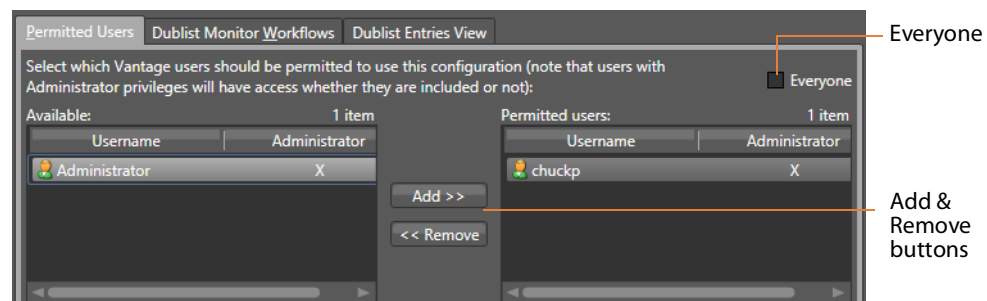 Permitted Users Dublist Monitor Workflows Dublist Entries View
Everyone
Select which Vantage users should be permitted to use this configuration (note that users with
Administrator privileges will have access whether they are included or not):
Everyone
Available: 1 item
Permitted users: 1 item
Username Administrator
Username Administrator
Administrator X
chuckp X
Add >>
<< Remove
Add &
Remove
buttons